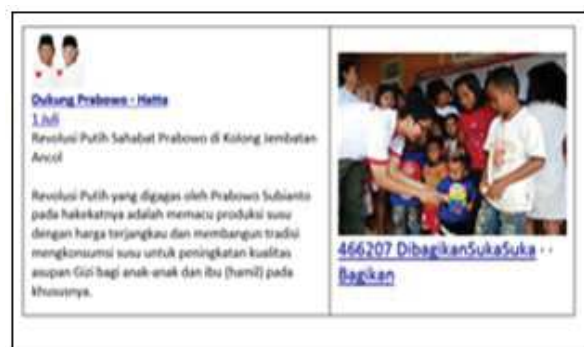 Dukung Prabowo - Hatta
1 Juli
Revolusi Putih Sahabat Prabowo di Kolong Jembatan
Ancol
Revolusi Putih yang digagas oleh Prabowo Subianto
pada hakekatnya adalah memacu produksi susu
dengan harga terjangkau dan membangun tradisi
mengkonsumsi susu untuk peningkatan kualitas
asupan Gizi bagi anak-anak dan ibu (hamil) pada
khususnya.
466207 DibagikanSukaSuka · ·
Bagikan